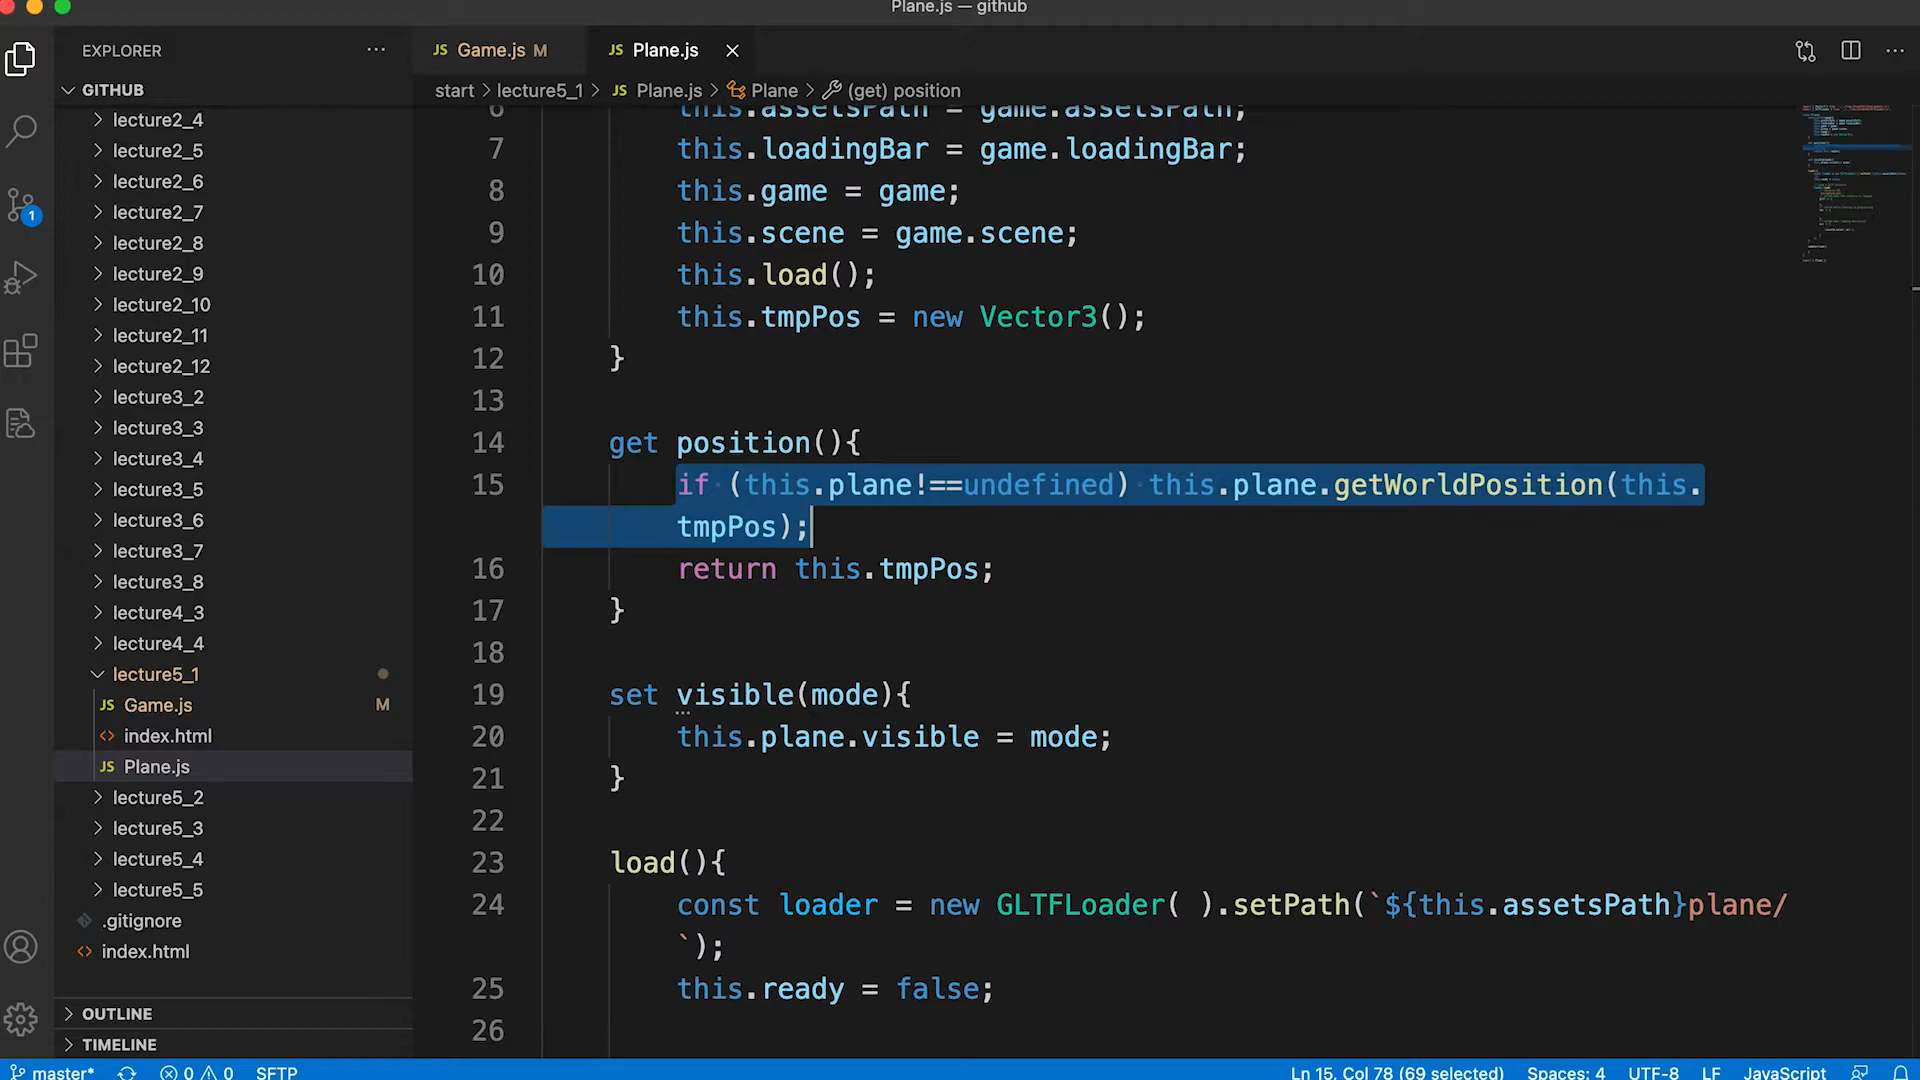 Plane.js — github
EXPLORER
GITHUB
lecture2_4
lecture2_5
lecture2_6
lecture2_7
lecture2_8
lecture2_9
lecture2_10
lecture2_11
lecture2_12
lecture3_2
lecture3_3
lecture3_4
lecture3_5
lecture3_6
lecture3_7
lecture3_8
lecture4_3
lecture4_4
lecture5_1
JS Game.js M
<> index.html
JS Plane.js
lecture5_2
lecture5_3
lecture5_4
lecture5_5
.gitignore
<> index.html
OUTLINE
TIMELINE
1
JS Game.js M JS Plane.js
start > lecture5_1 > JS Plane.js > Plane > (get) position
6 this.assetsPath = game.assetsPath;
7 this.loadingBar = game.loadingBar;
8 this.game = game;
9 this.scene = game.scene;
10 this.load();
11 this.tmpPos = new Vector3();
12 }
13
14 get position(){
15 if (this.plane!==undefined) this.plane.getWorldPosition(this.
tmpPos);
16 return this.tmpPos;
17 }
18
19 set visible(mode){
20 this.plane.visible = mode;
21 }
22
23 load(){
24 const loader = new GLTFLoader( ).setPath(`${this.assetsPath}plane/
`);
25 this.ready = false;
26
master* 0 0 SFTP Ln 15, Col 78 (69 selected) Spaces: 4 UTF-8 LF JavaScript